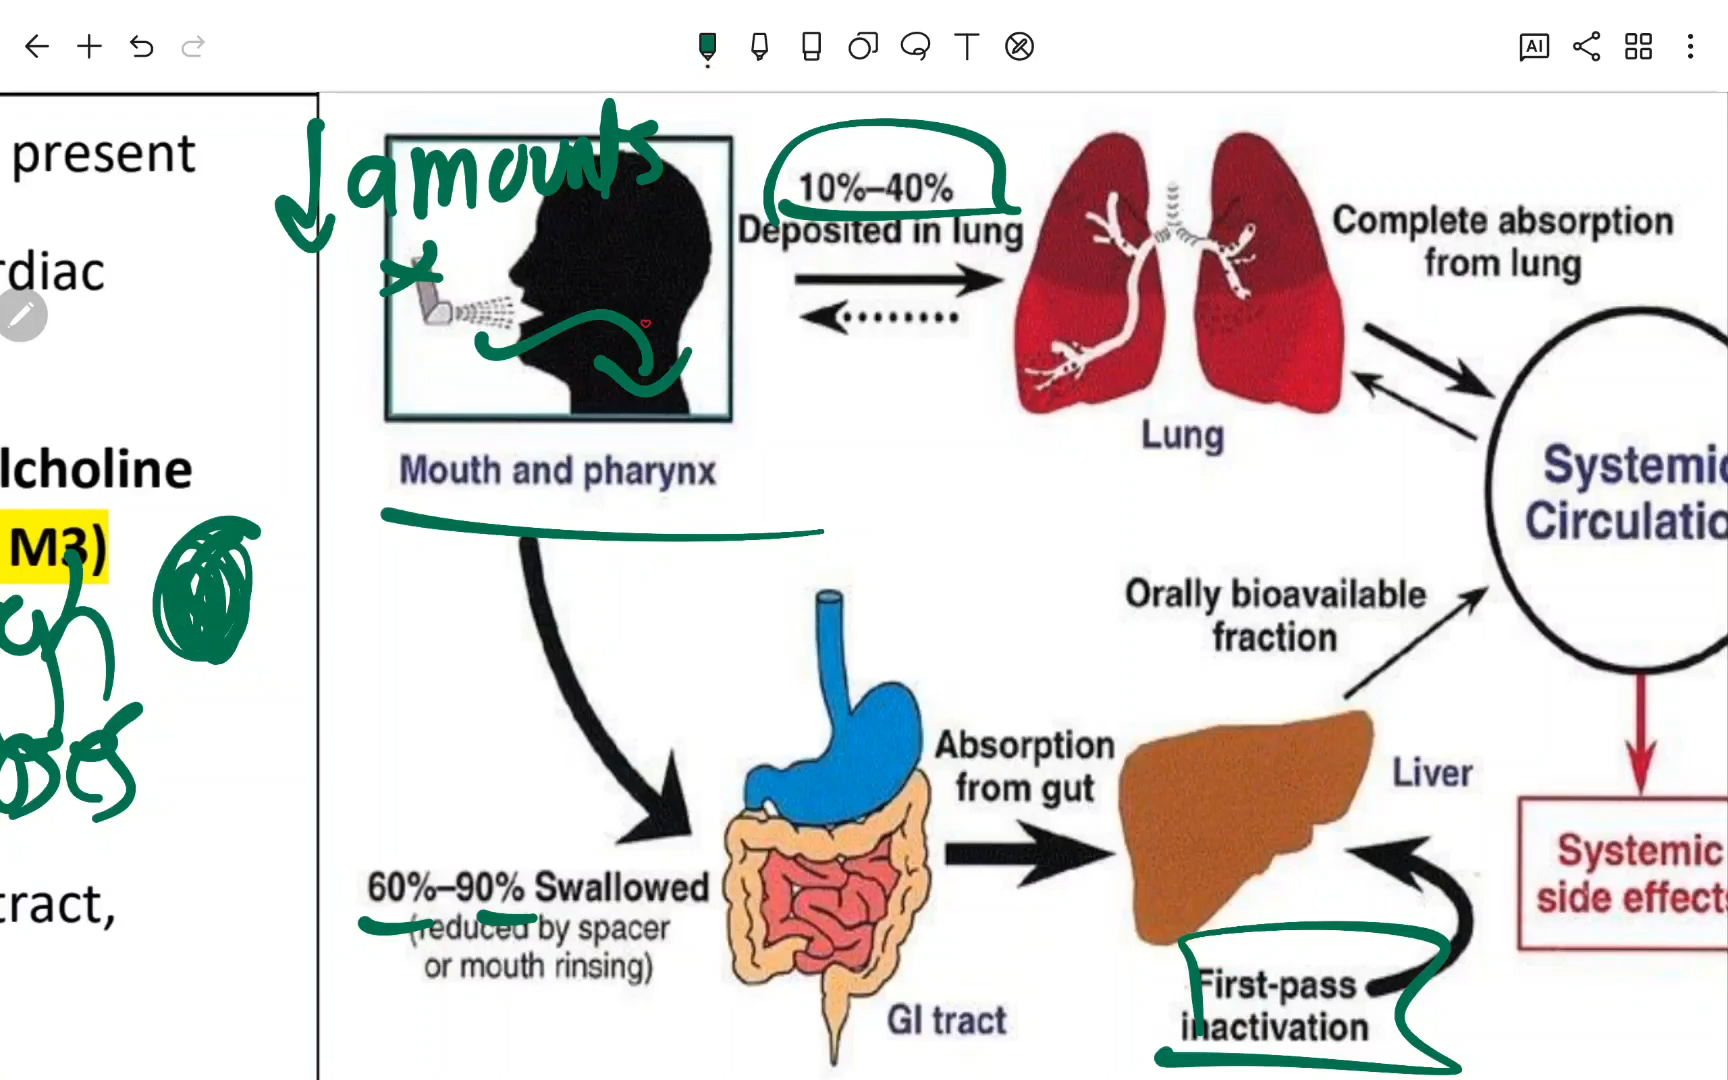 AI
present
rdiac
lcholine
M3)
tract,
↓ amounts
10%–40%
Deposited in lung
Complete absorption
from lung
Mouth and pharynx
Lung
Systemic
Circulatio
Orally bioavailable
fraction
Absorption
from gut
Liver
60%–90% Swallowed
(reduced by spacer
or mouth rinsing)
GI tract
First-pass
inactivation
Systemic
side effects